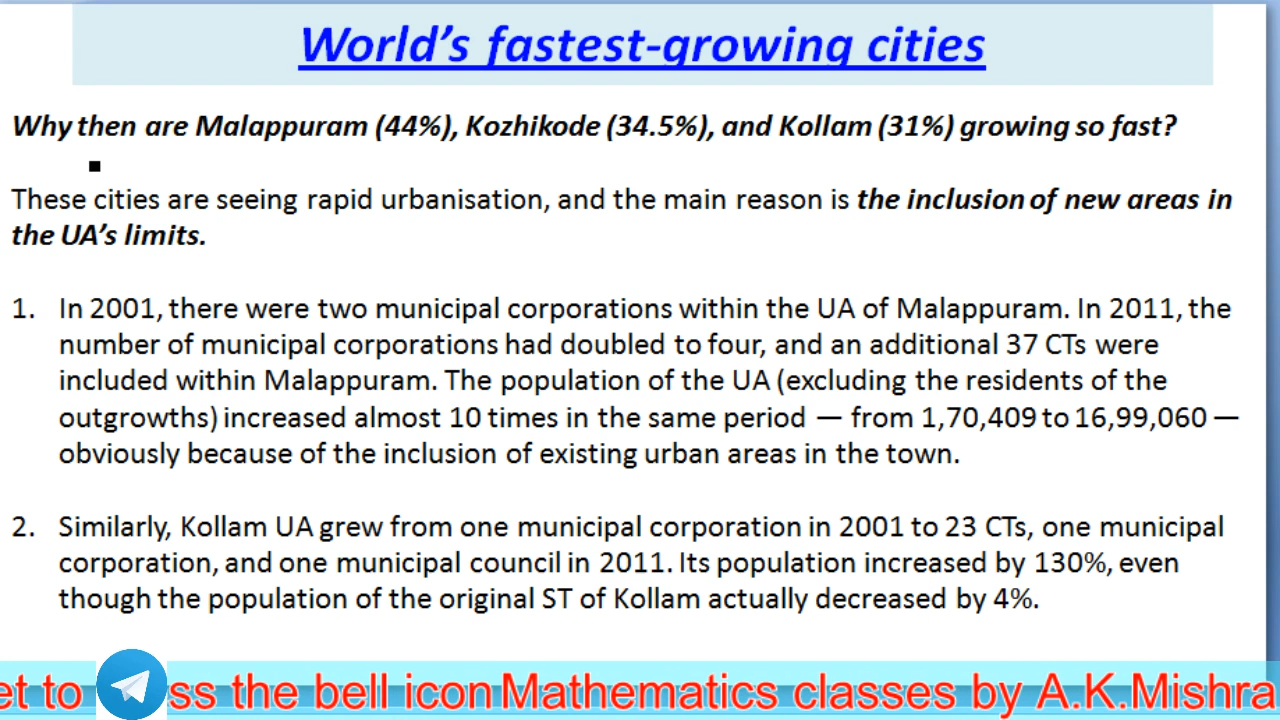 World's fastest-growing cities
Why then are Malappuram (44%), Kozhikode (34.5%), and Kollam (31%) growing so fast?
These cities are seeing rapid urbanisation, and the main reason is the inclusion of new areas in
the UA's limits.
1. In 2001, there were two municipal corporations within the UA of Malappuram. In 2011, the
number of municipal corporations had doubled to four, and an additional 37 CTs were
included within Malappuram. The population of the UA (excluding the residents of the
outgrowths) increased almost 10 times in the same period — from 1,70,409 to 16,99,060 —
obviously because of the inclusion of existing urban areas in the town.
2. Similarly, Kollam UA grew from one municipal corporation in 2001 to 23 CTs, one municipal
corporation, and one municipal council in 2011. Its population increased by 130%, even
though the population of the original ST of Kollam actually decreased by 4%.
et to ss the bell icon Mathematics classes by A.K.Mishra